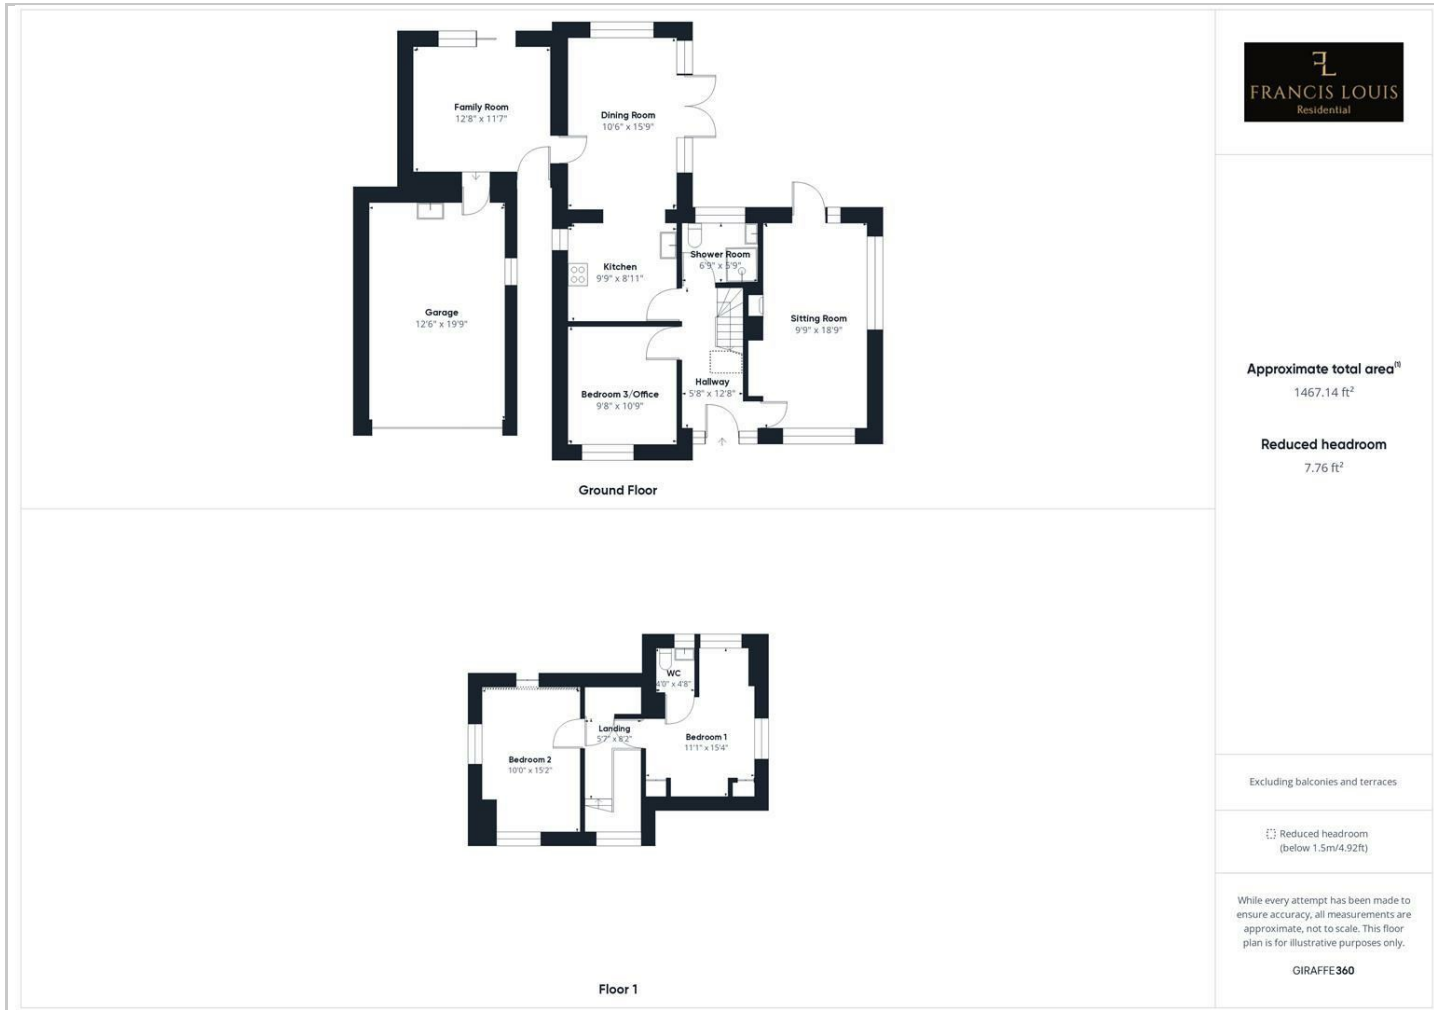 Family Room
12'8" x 11'7"
Dining Room
10'6" x 15'9"
Kitchen
9'9" x 8'11"
Shower Room
6'9" x 5'9"
Garage
12'6" x 19'9"
Sitting Room
9'9" x 18'9"
Hallway
5'8" x 12'8"
Bedroom 3/Office
9'8" x 10'9"
Ground Floor
WC
4'0" x 4'8"
Landing
5'7" x 8'2"
Bedroom 1
11'1" x 15'4"
Bedroom 2
10'0" x 15'2"
Floor 1
FL
FRANCIS LOUIS
Residential
Approximate total area(1)
1467.14 ft²
Reduced headroom
7.76 ft²
Excluding balconies and terraces
Reduced headroom
(below 1.5m/4.92ft)
While every attempt has been made to
ensure accuracy, all measurements are
approximate, not to scale. This floor
plan is for illustrative purposes only.
GIRAFFE360